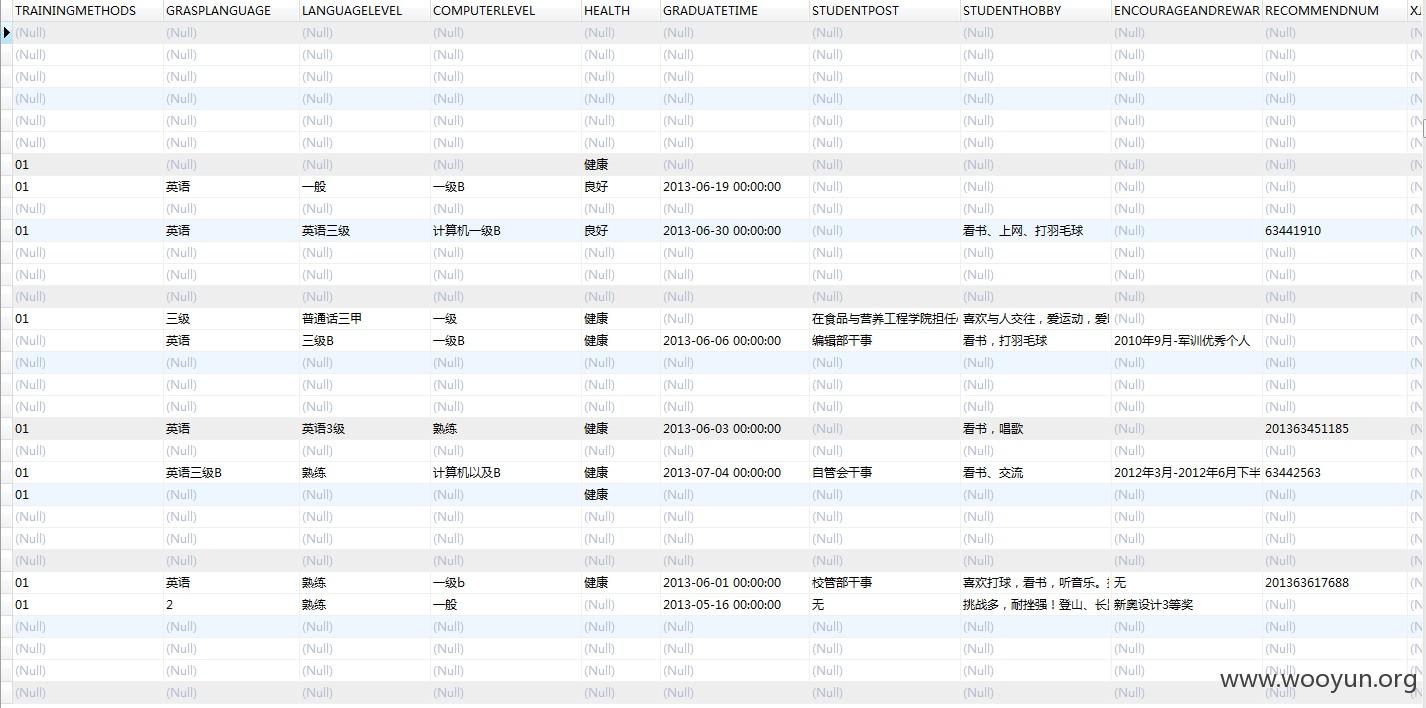 TRAININGMETHODS GRASPLANGUAGE LANGUAGELEVEL COMPUTERLEVEL HEALTH GRADUATETIME STUDENTPOST STUDENTHOBBY ENCOURAGEANDREWAR RECOMMENDNUM
(Null) (Null) (Null) (Null) (Null) (Null) (Null) (Null) (Null) (Null) (N
(Null) (Null) (Null) (Null) (Null) (Null) (Null) (Null) (Null) (Null) (N
(Null) (Null) (Null) (Null) (Null) (Null) (Null) (Null) (Null) (Null) (N
(Null) (Null) (Null) (Null) (Null) (Null) (Null) (Null) (Null) (Null) (N
(Null) (Null) (Null) (Null) (Null) (Null) (Null) (Null) (Null) (Null) (N
(Null) (Null) (Null) (Null) (Null) (Null) (Null) (Null) (Null) (Null) (N
01 (Null) (Null) (Null) 健康 (Null) (Null) (Null) (Null) (Null) (N
01 英语 一般 一级B 良好 2013-06-19 00:00:00 (Null) (Null) (Null) (Null) (N
(Null) (Null) (Null) (Null) (Null) (Null) (Null) (Null) (Null) (Null) (N
01 英语 英语三级 计算机一级B 良好 2013-06-30 00:00:00 (Null) 看书、上网、打羽毛球 (Null) 63441910 (N
(Null) (Null) (Null) (Null) (Null) (Null) (Null) (Null) (Null) (Null) (N
(Null) (Null) (Null) (Null) (Null) (Null) (Null) (Null) (Null) (Null) (N
(Null) (Null) (Null) (Null) (Null) (Null) (Null) (Null) (Null) (Null) (N
01 三级 普通话三甲 一级 健康 (Null) 在食品与营养工程学院担任 喜欢与人交往，爱运动，爱 (Null) (Null) (N
(Null) 英语 三级B 一级B 健康 2013-06-06 00:00:00 编辑部干事 看书，打羽毛球 2010年9月-军训优秀个人 (Null) (N
(Null) (Null) (Null) (Null) (Null) (Null) (Null) (Null) (Null) (Null) (N
(Null) (Null) (Null) (Null) (Null) (Null) (Null) (Null) (Null) (Null) (N
(Null) (Null) (Null) (Null) (Null) (Null) (Null) (Null) (Null) (Null) (N
01 英语 英语3级 熟练 健康 2013-06-03 00:00:00 (Null) 看书，唱歌 (Null) 201363451185 (N
(Null) (Null) (Null) (Null) (Null) (Null) (Null) (Null) (Null) (Null) (N
01 英语三级B 熟练 计算机以及B 健康 2013-07-04 00:00:00 自管会干事 看书、交流 2012年3月-2012年6月下半 63442563 (N
01 (Null) (Null) (Null) 健康 (Null) (Null) (Null) (Null) (Null) (N
(Null) (Null) (Null) (Null) (Null) (Null) (Null) (Null) (Null) (Null) (N
(Null) (Null) (Null) (Null) (Null) (Null) (Null) (Null) (Null) (Null) (N
(Null) (Null) (Null) (Null) (Null) (Null) (Null) (Null) (Null) (Null) (N
01 英语 熟练 一级b 健康 2013-06-01 00:00:00 校管部干事 喜欢打球，看书，听音乐。 无 201363617688 (N
01 2 熟练 一般 (Null) 2013-05-16 00:00:00 无 挑战多，耐挫强！登山、长 新奥设计3等奖 (Null) (N
(Null) (Null) (Null) (Null) (Null) (Null) (Null) (Null) (Null) (Null) (N
(Null) (Null) (Null) (Null) (Null) (Null) (Null) (Null) (Null) (Null) (N
(Null) (Null) (Null) (Null) (Null) (Null) (Null) (Null) (Null) (Null) (N
(Null) (Null) (Null) (Null) (Null) (Null) (Null) (Null) (Null) (Null) (N
www.wooyun.org